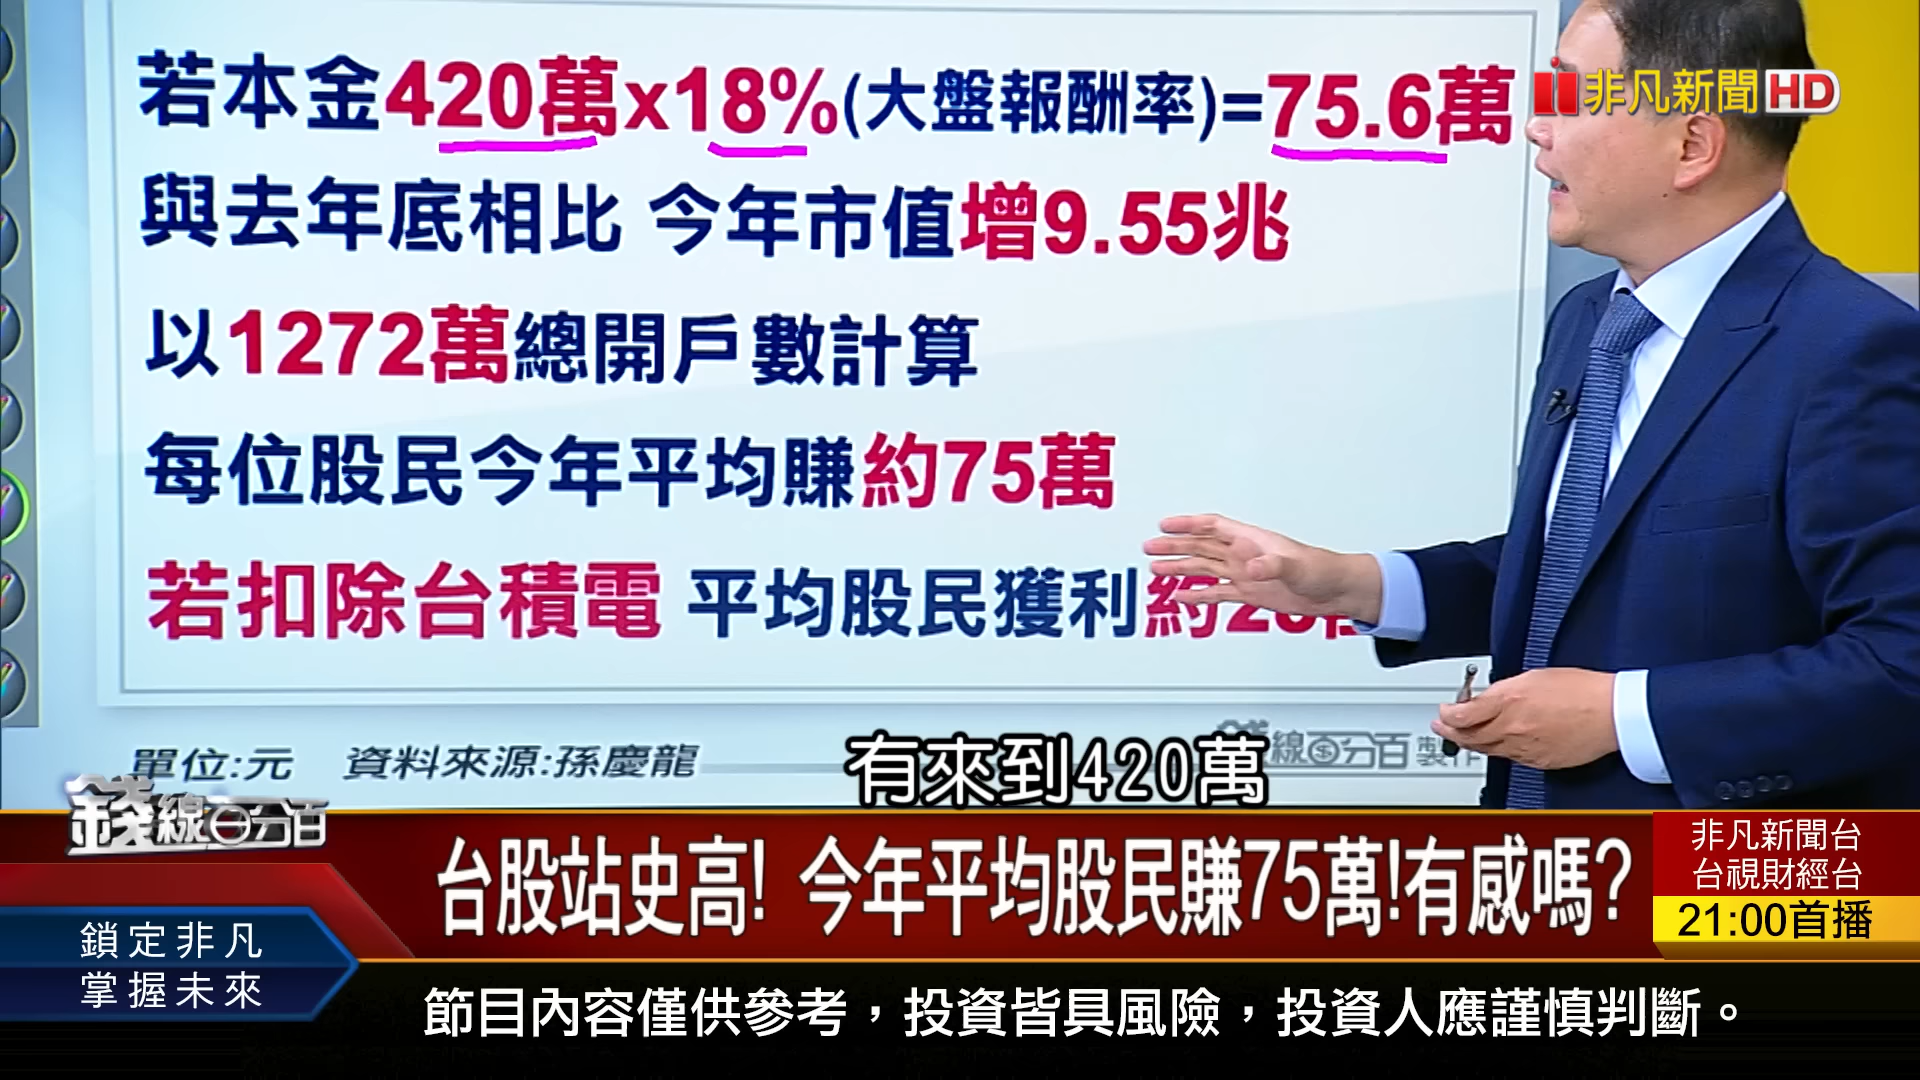 若本金420萬x18%(大盤報酬率)=75.6萬
非凡新聞HD
與去年底相比 今年市值增9.55兆
以1272萬總開戶數計算
每位股民今年平均賺約75萬
若扣除台積電 平均股民獲利約
單位:元 資料來源:孫慶龍
錢線百分百製作
有來到420萬
錢線百分百
台股站史高! 今年平均股民賺75萬!有感嗎?
非凡新聞台
台視財經台
21:00首播
鎖定非凡
掌握未來
節目內容僅供參考，投資皆具風險，投資人應謹慎判斷。